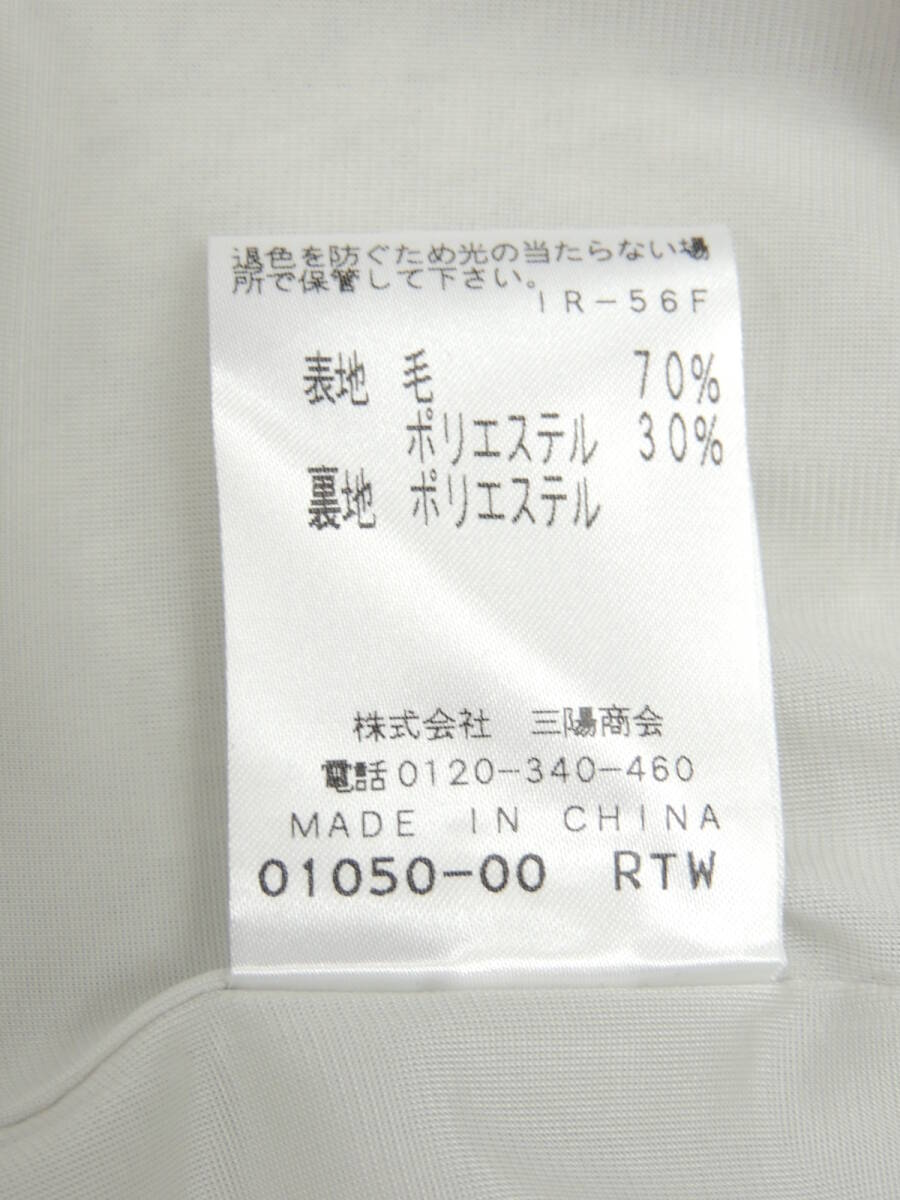 退色を防ぐため光の当たらない場
所で保管して下さい。
IR-56F
表地 毛 70%
ポリエステル 30%
裏地 ポリエステル
株式会社 三陽商会
電話0120-340-460
MADE IN CHINA
01050-00 RTW